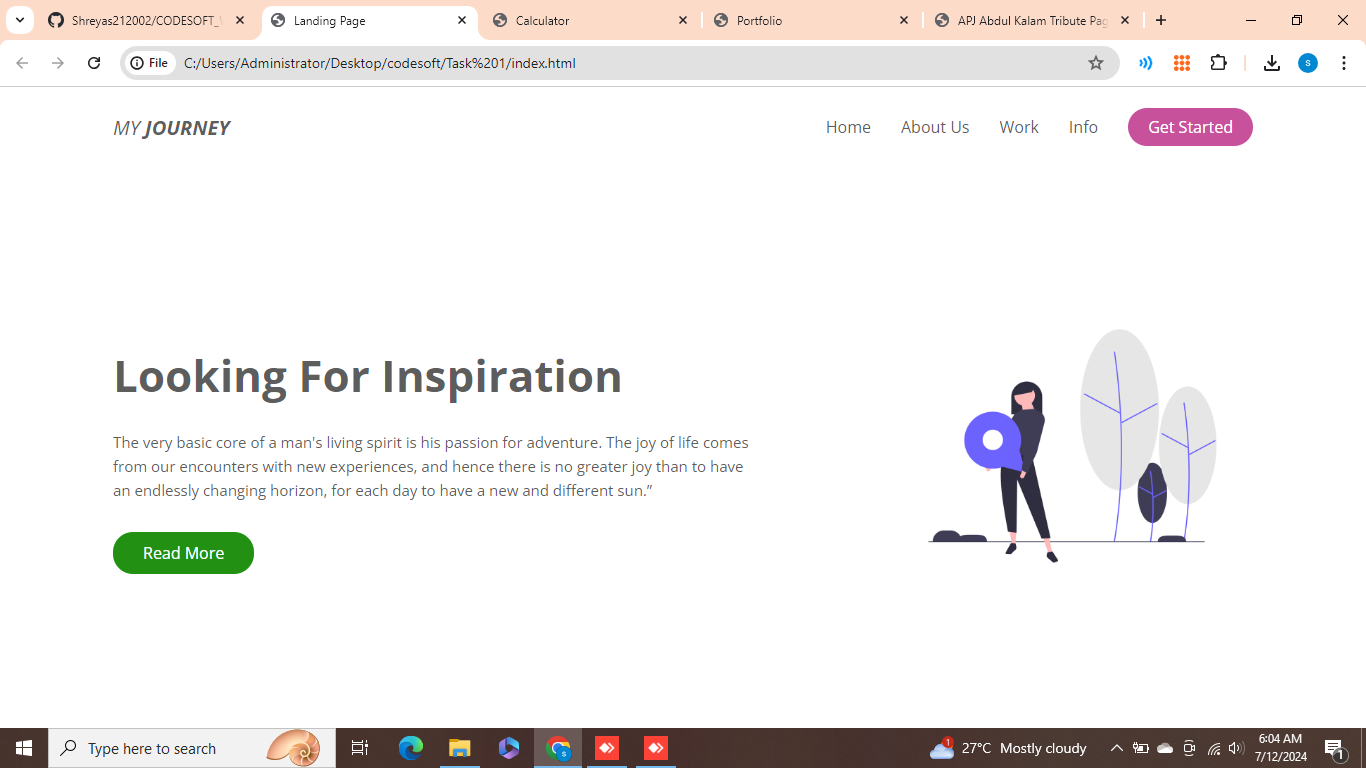 Shreyas212002/CODESOFT_
Landing Page
Calculator
Portfolio
APJ Abdul Kalam Tribute Pag
File
C:/Users/Administrator/Desktop/codesoft/Task%201/index.html
s
MY JOURNEY
Home
About Us
Work
Info
Get Started
Looking For Inspiration
The very basic core of a man's living spirit is his passion for adventure. The joy of life comes
from our encounters with new experiences, and hence there is no greater joy than to have
an endlessly changing horizon, for each day to have a new and different sun.”
Read More
Type here to search
s
1
27°C Mostly cloudy
6:04 AM
7/12/2024
1